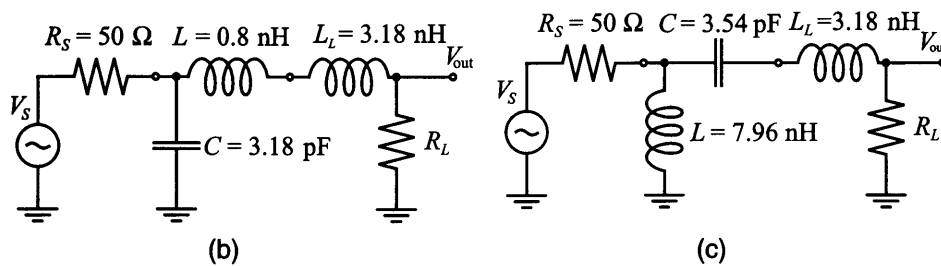 R_S = 50 Ω L = 0.8 nH L_L = 3.18 nH
V_out
V_S
C = 3.18 pF
R_L
(b)
C = 3.54 pF
R_S = 50 Ω L_L = 3.18 nH
V_out
V_S
L = 7.96 nH
R_L
(c)